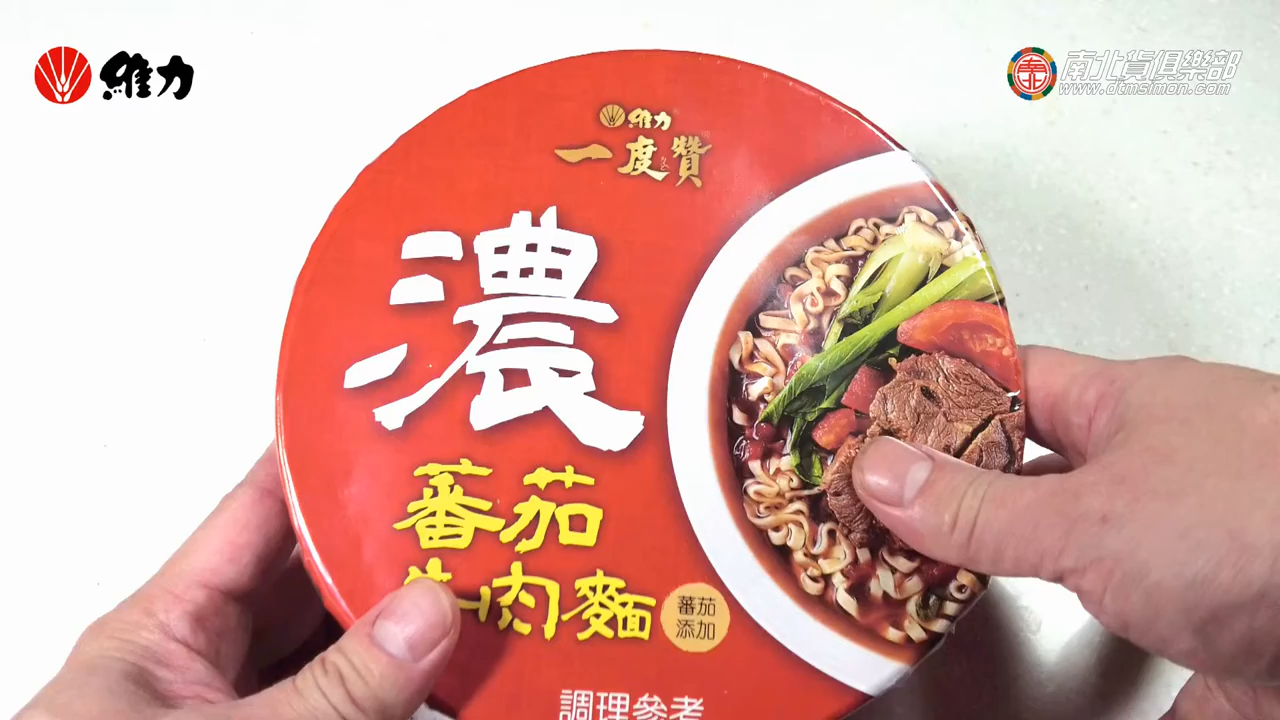 維力
南北貨俱樂部
www.dtmsimon.com
維力
一度贊
濃
蕃茄
牛肉麵
蕃茄
添加
調理參考